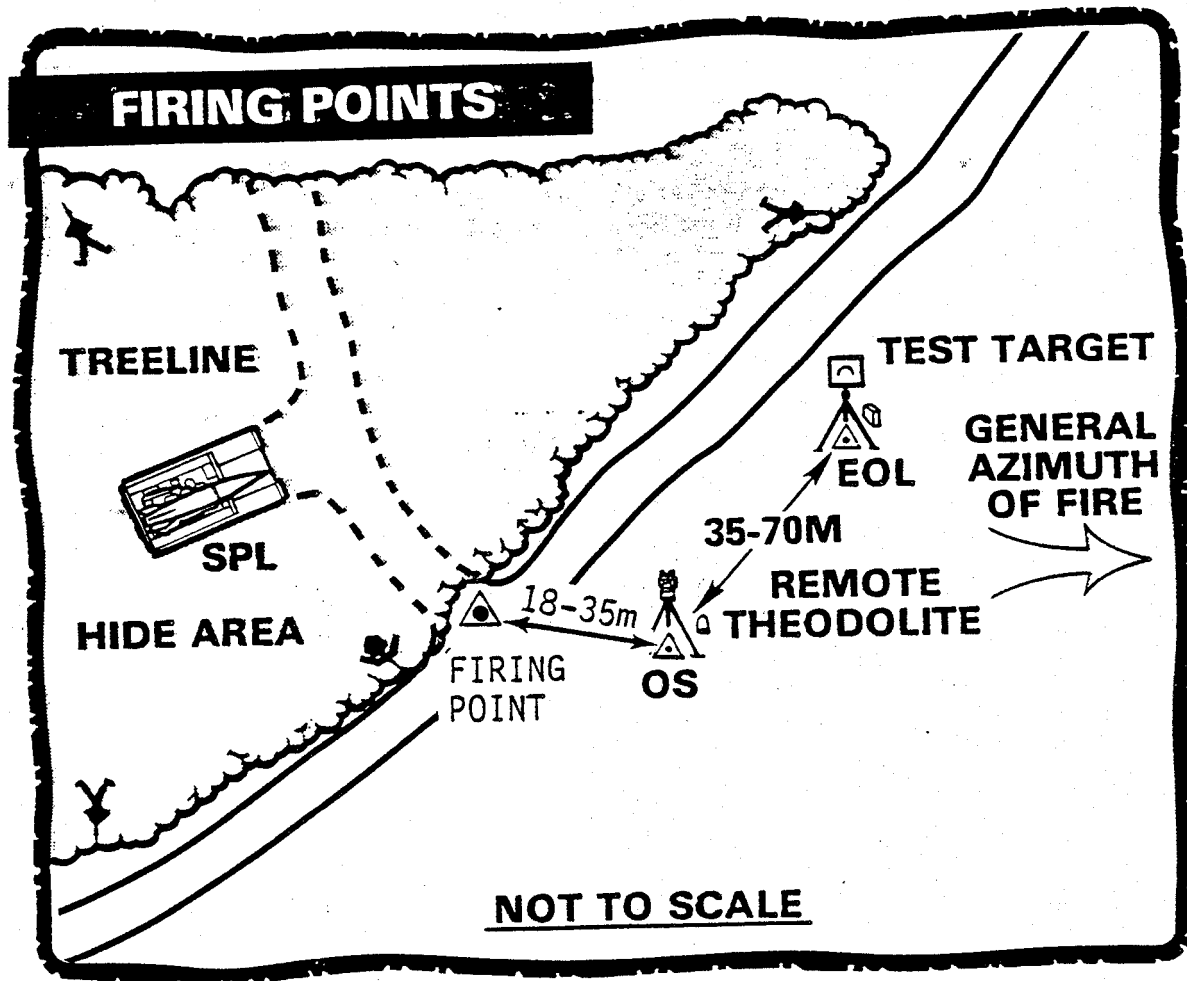 FIRING POINTS
TREELINE
TEST TARGET
GENERAL
AZIMUTH
OF FIRE
EOL
35-70M
SPL
REMOTE
THEODOLITE
18-35m
HIDE AREA
FIRING
POINT
OS
NOT TO SCALE